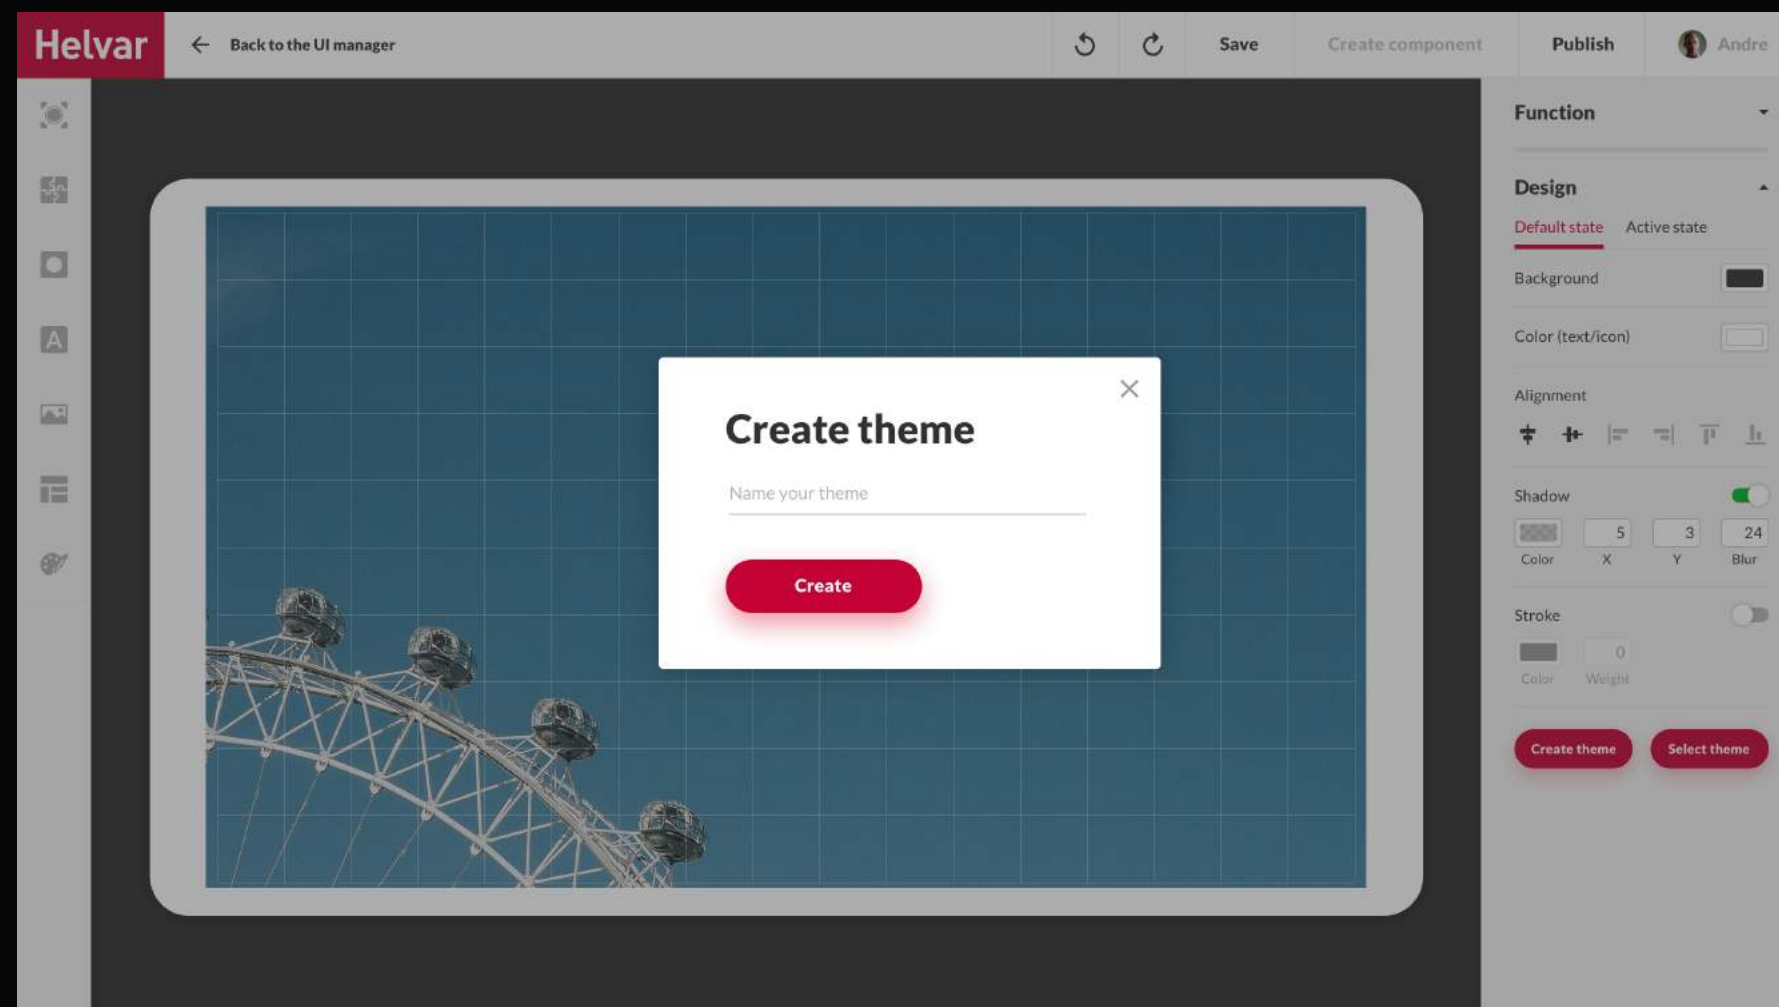 Helvar
Back to the UI manager
Save
Create component
Publish
Andre
A
Function
Design
Default state Active state
Background
Color (text/icon)
Alignment
Shadow
5 3 24
Color X Y Blur
Stroke
0
Color Weight
Create theme Select theme
Create theme
Name your theme
Create